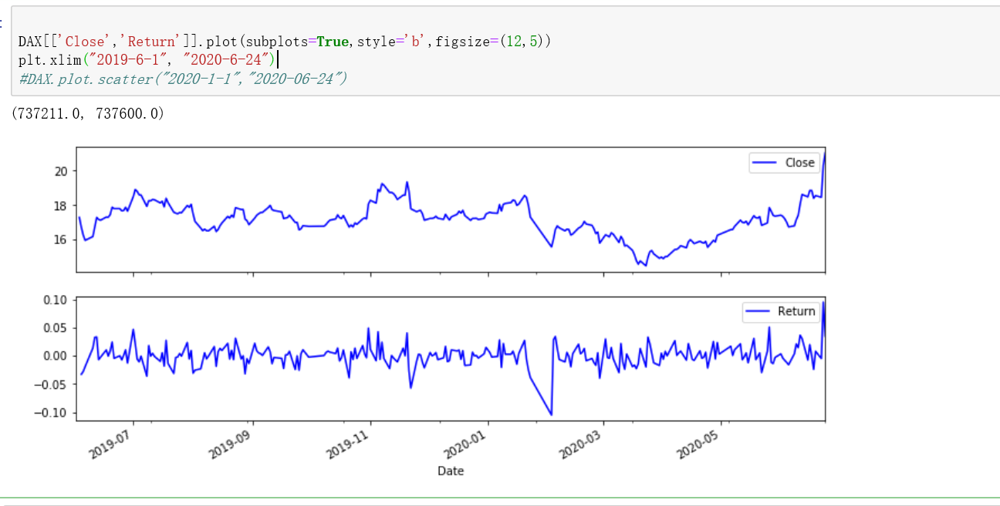 :
DAX[['Close','Return']].plot(subplots=True,style='b',figsize=(12,5))
plt.xlim("2019-6-1", "2020-6-24")
#DAX.plot.scatter("2020-1-1","2020-06-24")
(737211.0, 737600.0)
Close
20
18
16
Return
0.10
0.05
0.00
−0.05
−0.10
2019-07
2019-09
2019-11
2020-01
2020-03
2020-05
Date